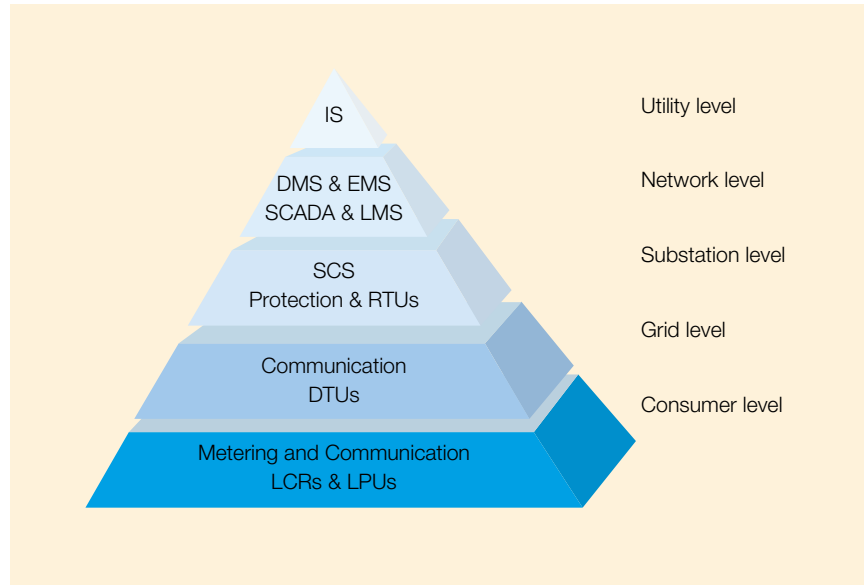 IS
Utility level
DMS & EMS
SCADA & LMS
Network level
SCS
Protection & RTUs
Substation level
Communication
DTUs
Grid level
Metering and Communication
LCRs & LPUs
Consumer level